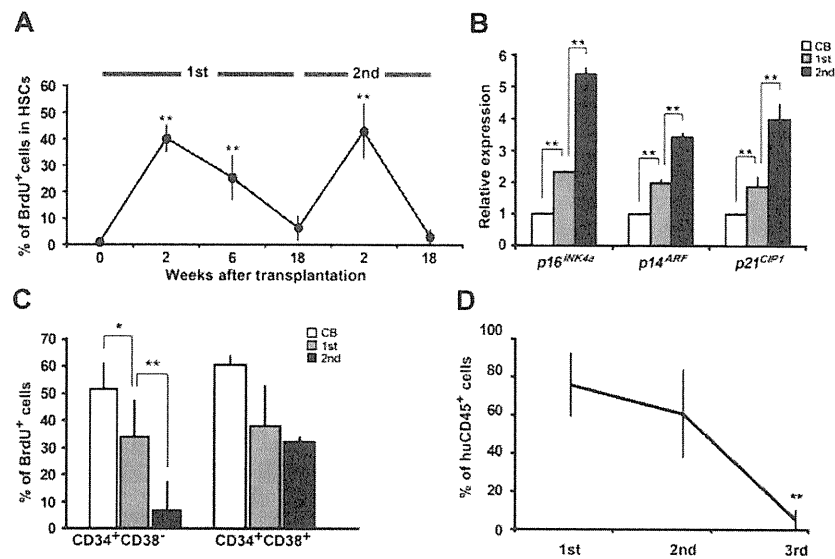 A
1st 2nd
% of BrdU+ cells in HSCs
60
50
40
30
20
10
0
**
**
**
0 2 6 18 2 18
Weeks after transplantation
B
CB
1st
2nd
Relative expression
6
5
4
3
2
1
0
** ** ** ** ** **
p16INK4a p14ARF p21CIP1
C
CB
1st
2nd
% of BrdU+ cells
70
60
50
40
30
20
10
0
* **
CD34+CD38- CD34+CD38+
D
% of huCD45+ cells
100
80
60
40
20
0
**
1st 2nd 3rd